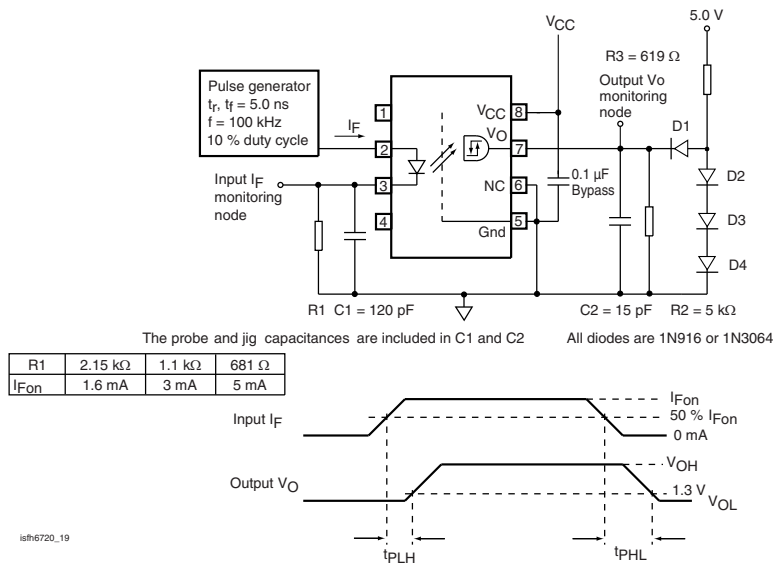 VCC
5.0 V
R3 = 619 Ω
Output Vo
monitoring
node
Pulse generator
tr, tf = 5.0 ns
f = 100 kHz
10 % duty cycle
IF
1
2
3
4
VCC
8
VO
7
NC
6
5
Gnd
0.1 µF
Bypass
D1
D2
D3
D4
Input IF
monitoring
node
R1 C1 = 120 pF
C2 = 15 pF
R2 = 5 kΩ
The probe and jig capacitances are included in C1 and C2
All diodes are 1N916 or 1N3064
R1 2.15 kΩ 1.1 kΩ 681 Ω
IFon 1.6 mA 3 mA 5 mA
Input IF
IFon
50 % IFon
0 mA
Output VO
VOH
1.3 V
VOL
tPLH
tPHL
isfh6720_19